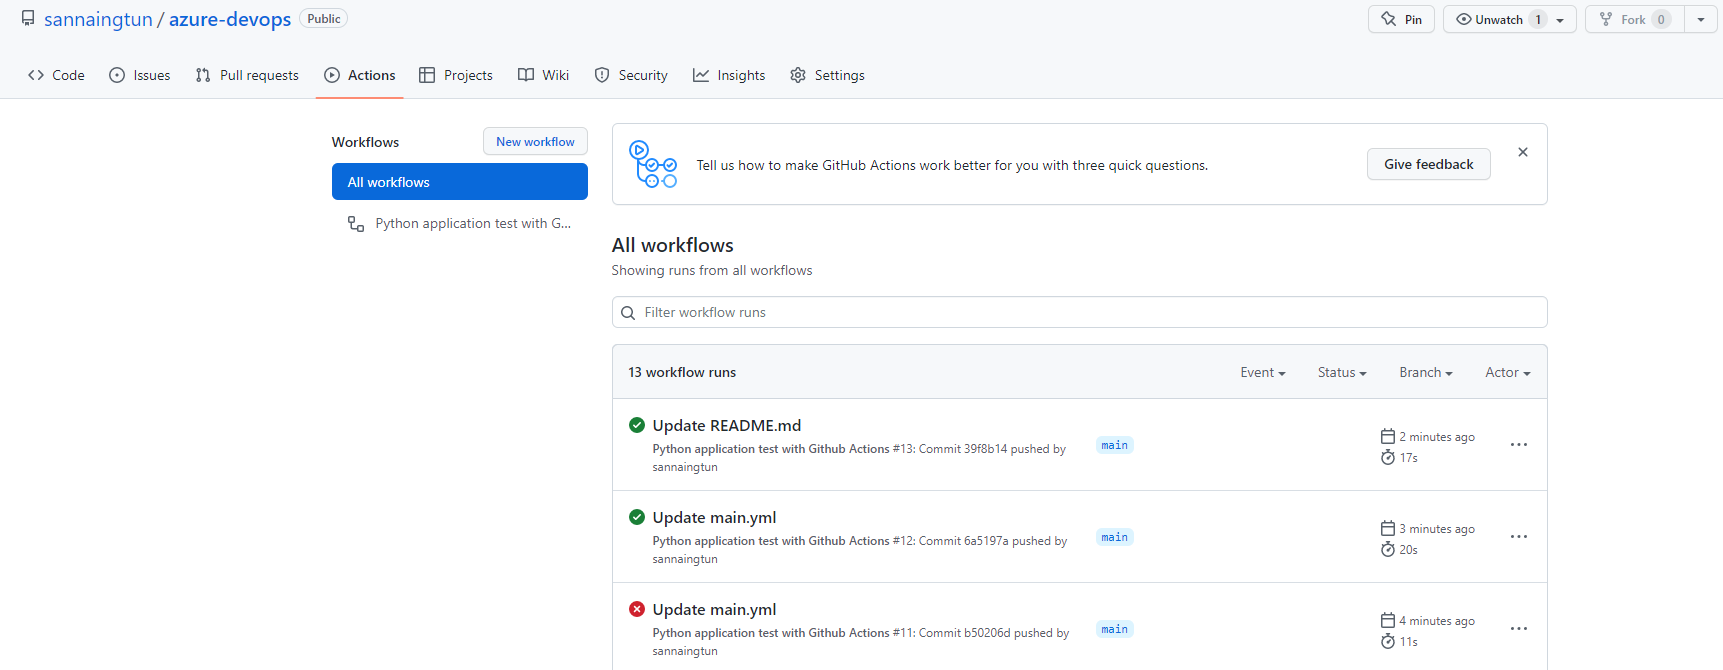 sannaingtun / azure-devops Public
Pin
Unwatch 1
Fork 0
Code
Issues
Pull requests
Actions
Projects
Wiki
Security
Insights
Settings
Workflows
New workflow
All workflows
Python application test with G...
Tell us how to make GitHub Actions work better for you with three quick questions.
Give feedback
All workflows
Showing runs from all workflows
Filter workflow runs
13 workflow runs
Event
Status
Branch
Actor
Update README.md
Python application test with Github Actions #13: Commit 39f8b14 pushed by
sannaingtun
main
2 minutes ago
17s
Update main.yml
Python application test with Github Actions #12: Commit 6a5197a pushed by
sannaingtun
main
3 minutes ago
20s
Update main.yml
Python application test with Github Actions #11: Commit b50206d pushed by
sannaingtun
main
4 minutes ago
11s